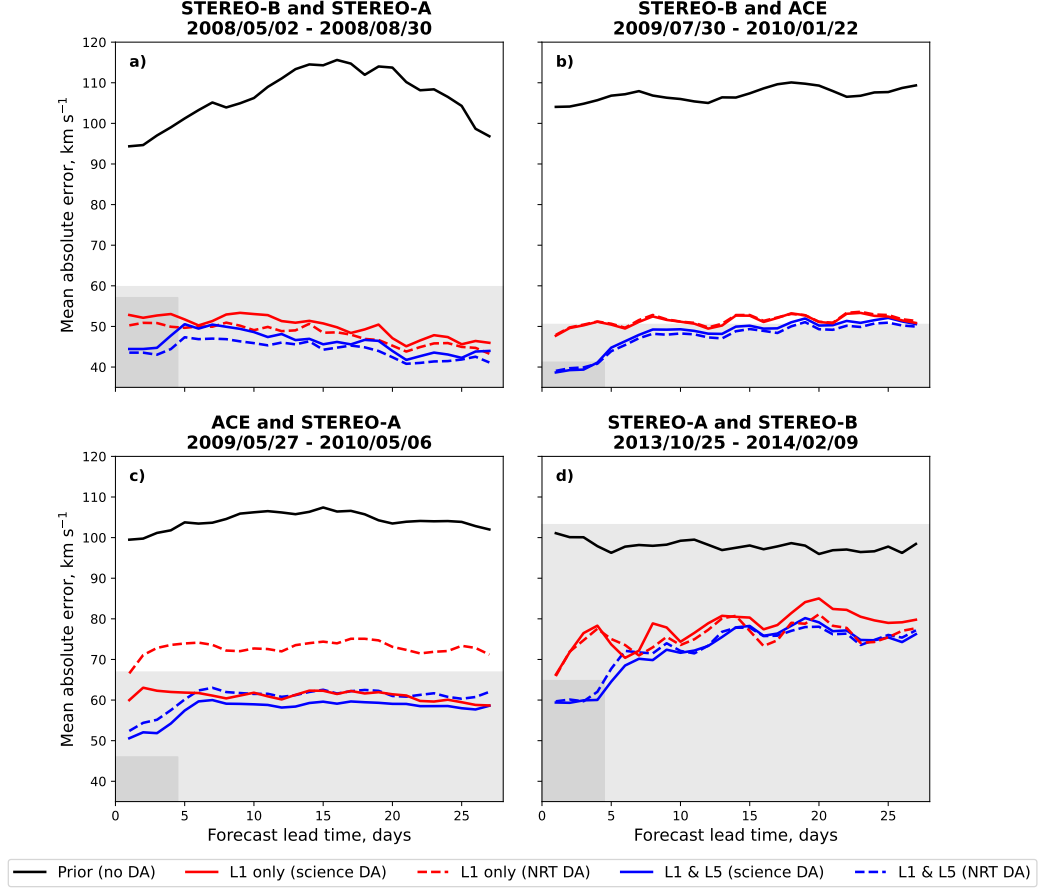 STEREO-B and STEREO-A
2008/05/02 - 2008/08/30
STEREO-B and ACE
2009/07/30 - 2010/01/22
a)
b)
120
110
100
90
80
70
60
50
40
Mean absolute error, km s⁻¹
ACE and STEREO-A
2009/05/27 - 2010/05/06
STEREO-A and STEREO-B
2013/10/25 - 2014/02/09
c)
d)
120
110
100
90
80
70
60
50
40
Mean absolute error, km s⁻¹
0 5 10 15 20 25
Forecast lead time, days
0 5 10 15 20 25
Forecast lead time, days
Prior (no DA) L1 only (science DA) L1 only (NRT DA) L1 & L5 (science DA) L1 & L5 (NRT DA)